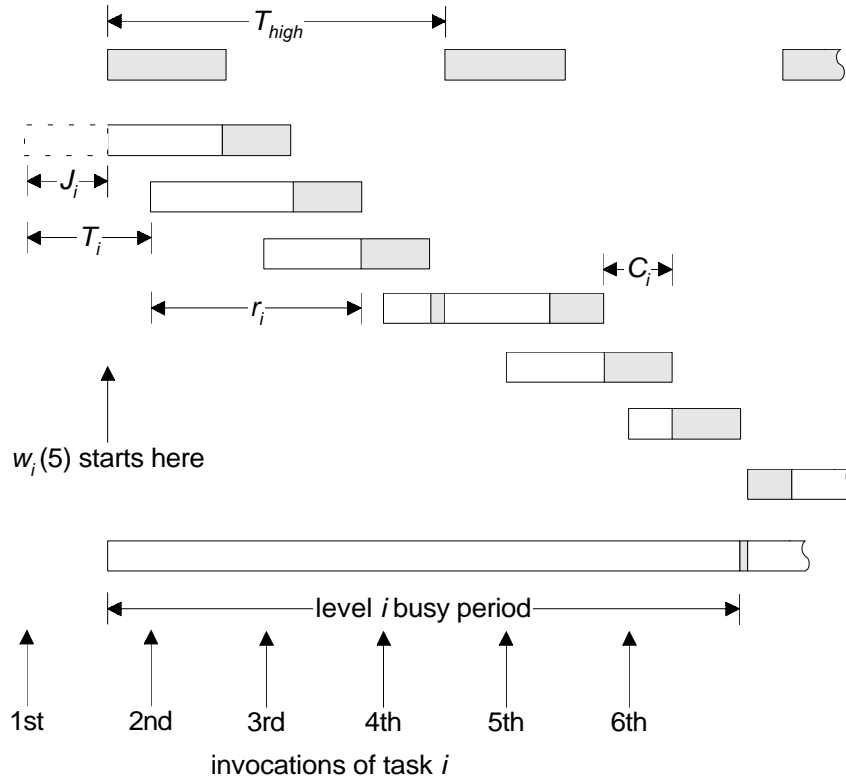 T_high
J_i
T_i
C_i
r_i
w_i(5) starts here
level i busy period
1st 2nd 3rd 4th 5th 6th
invocations of task i